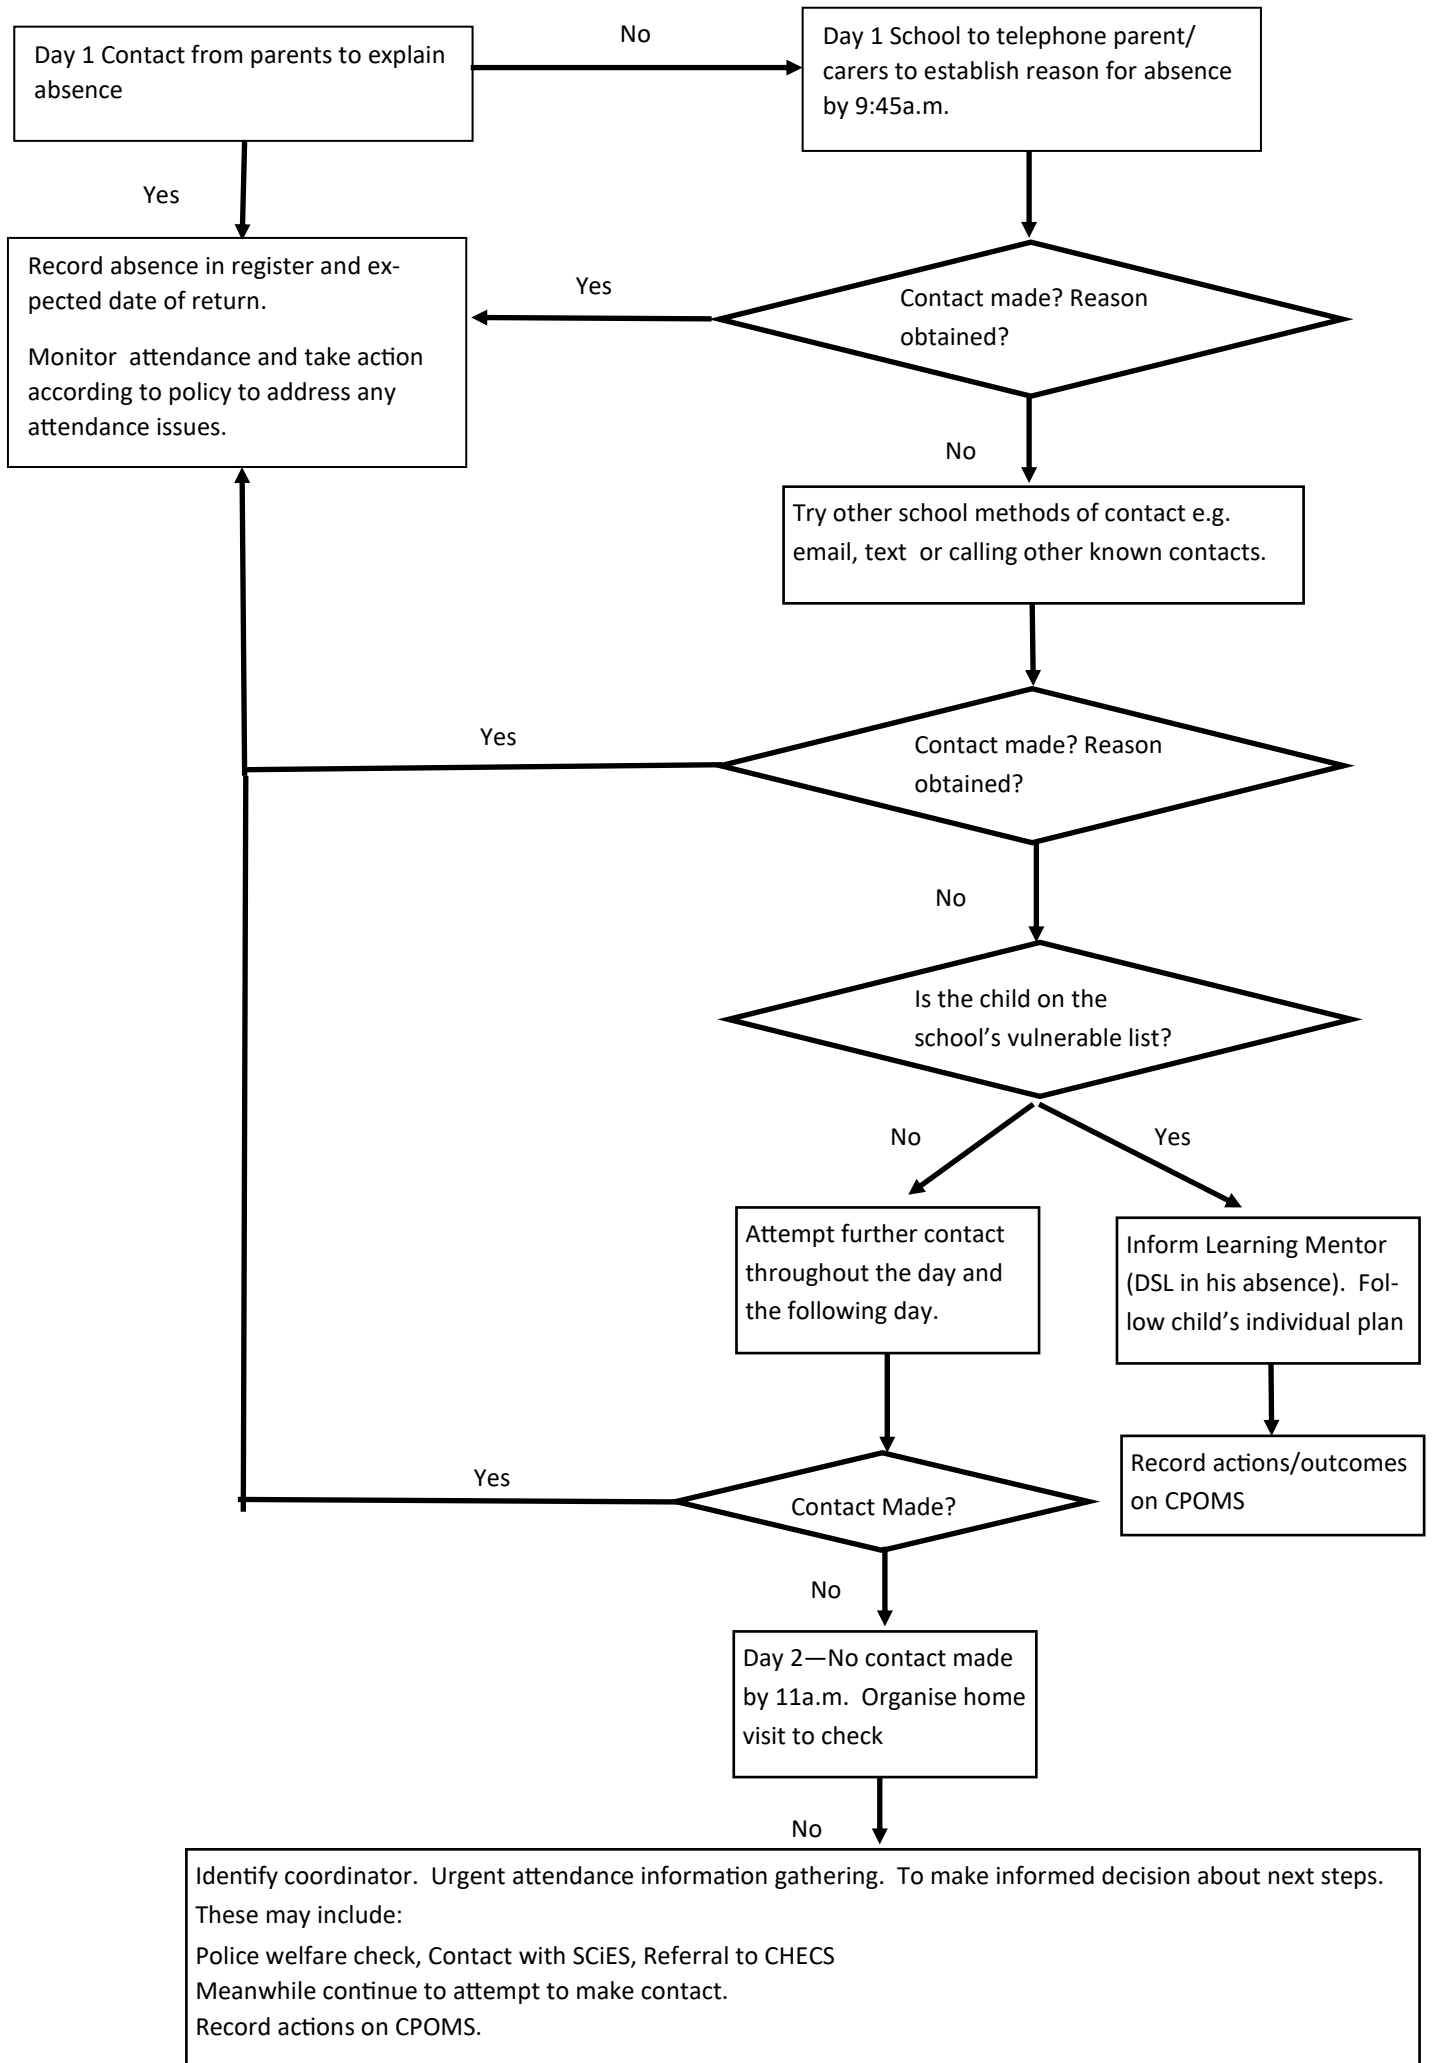 Day 1 Contact from parents to explain
absence
No
Day 1 School to telephone parent/
carers to establish reason for absence
by 9:45a.m.
Yes
Record absence in register and ex-
pected date of return.
Monitor  attendance and take action
according to policy to address any
attendance issues.
Yes
Contact made? Reason
obtained?
No
Try other school methods of contact e.g.
email, text  or calling other known contacts.
Yes
Contact made? Reason
obtained?
No
Is the child on the
school’s vulnerable list?
No
Yes
Attempt further contact
throughout the day and
the following day.
Inform Learning Mentor
(DSL in his absence).  Fol-
low child’s individual plan
Record actions/outcomes
on CPOMS
Yes
Contact Made?
No
Day 2—No contact made
by 11a.m.  Organise home
visit to check
No
Identify coordinator.  Urgent attendance information gathering.  To make informed decision about next steps.
These may include:
Police welfare check, Contact with SCiES, Referral to CHECS
Meanwhile continue to attempt to make contact.
Record actions on CPOMS.